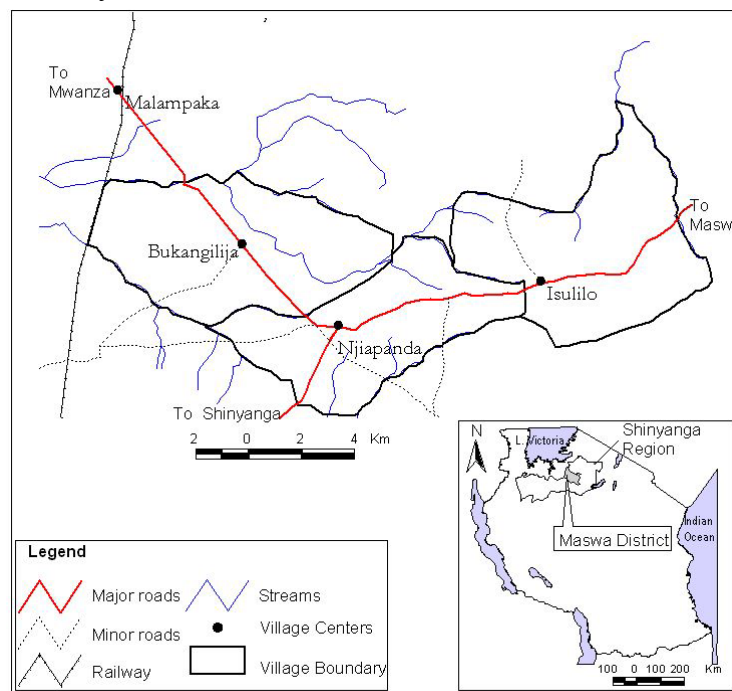 To
Mwanza
Malampaka
To
Masw
Bukangilija
Isulilo
Njiapanda
To Shinyanga
2 0 2 4 Km
N
L. Victoria
Shinyanga
Region
Indian
Ocean
Maswa District
100 0 100 200 Km
Legend
Major roads
Streams
Minor roads
Village Centers
Railway
Village Boundary